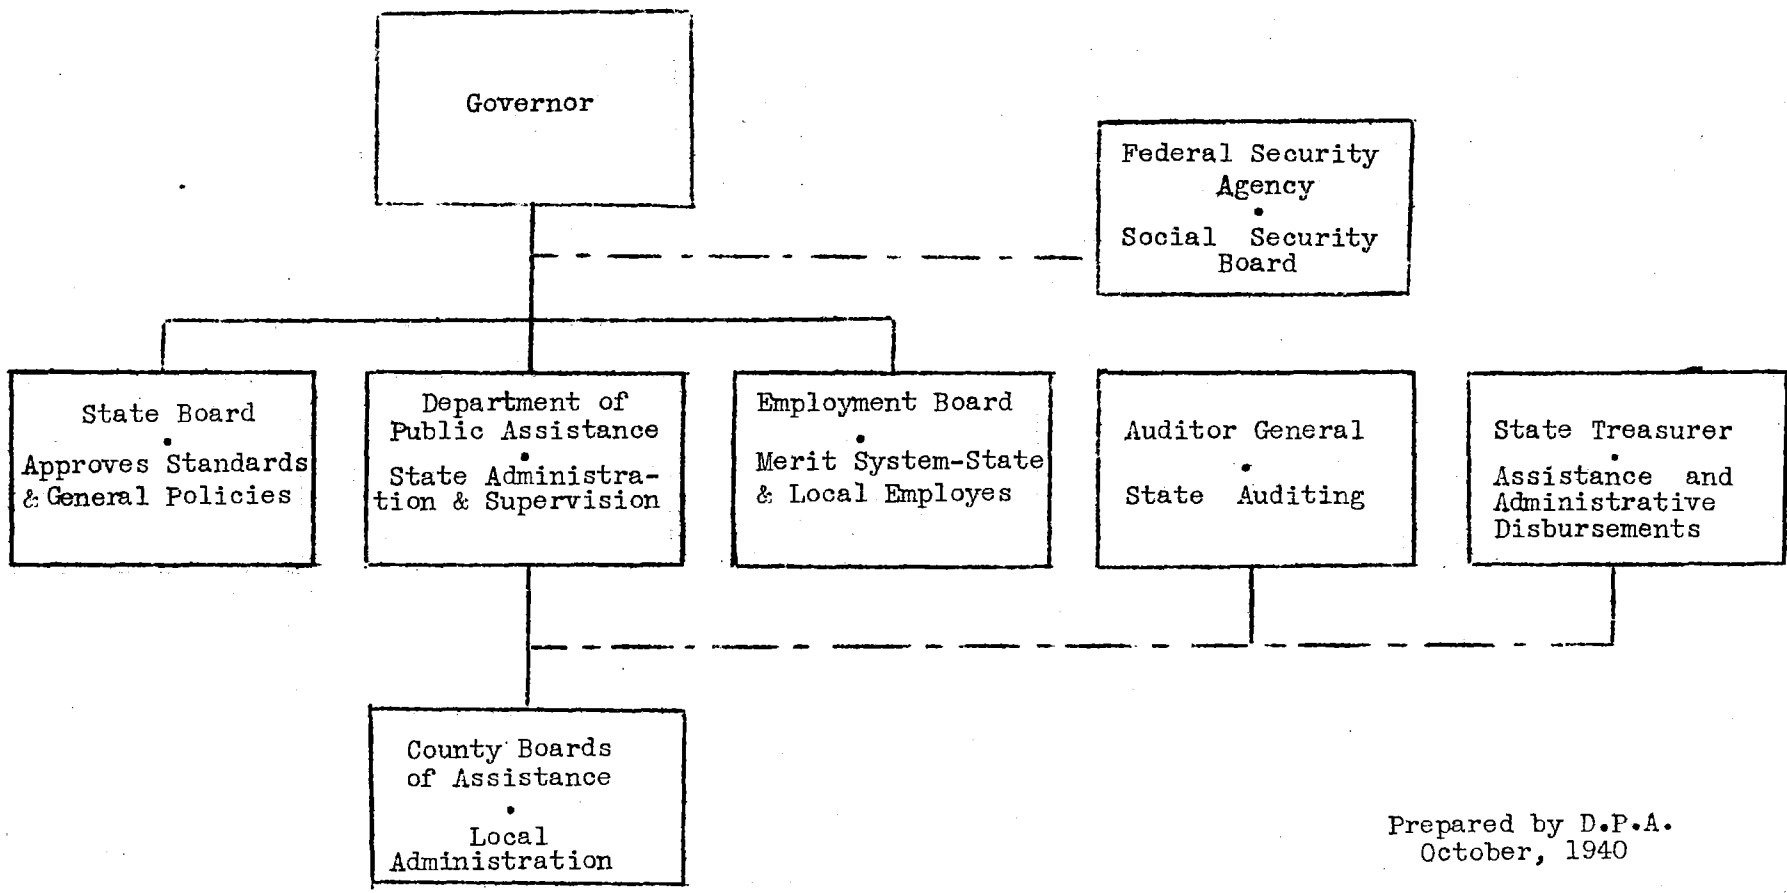 Governor
Federal Security
Agency
•
Social Security
Board
State Board
•
Approves Standards
& General Policies
Department of
Public Assistance
•
State Administra-
tion & Supervision
Employment Board
•
Merit System-State
& Local Employes
Auditor General
•
State Auditing
State Treasurer
•
Assistance and
Administrative
Disbursements
County Boards
of Assistance
•
Local
Administration
Prepared by D.P.A.
October, 1940